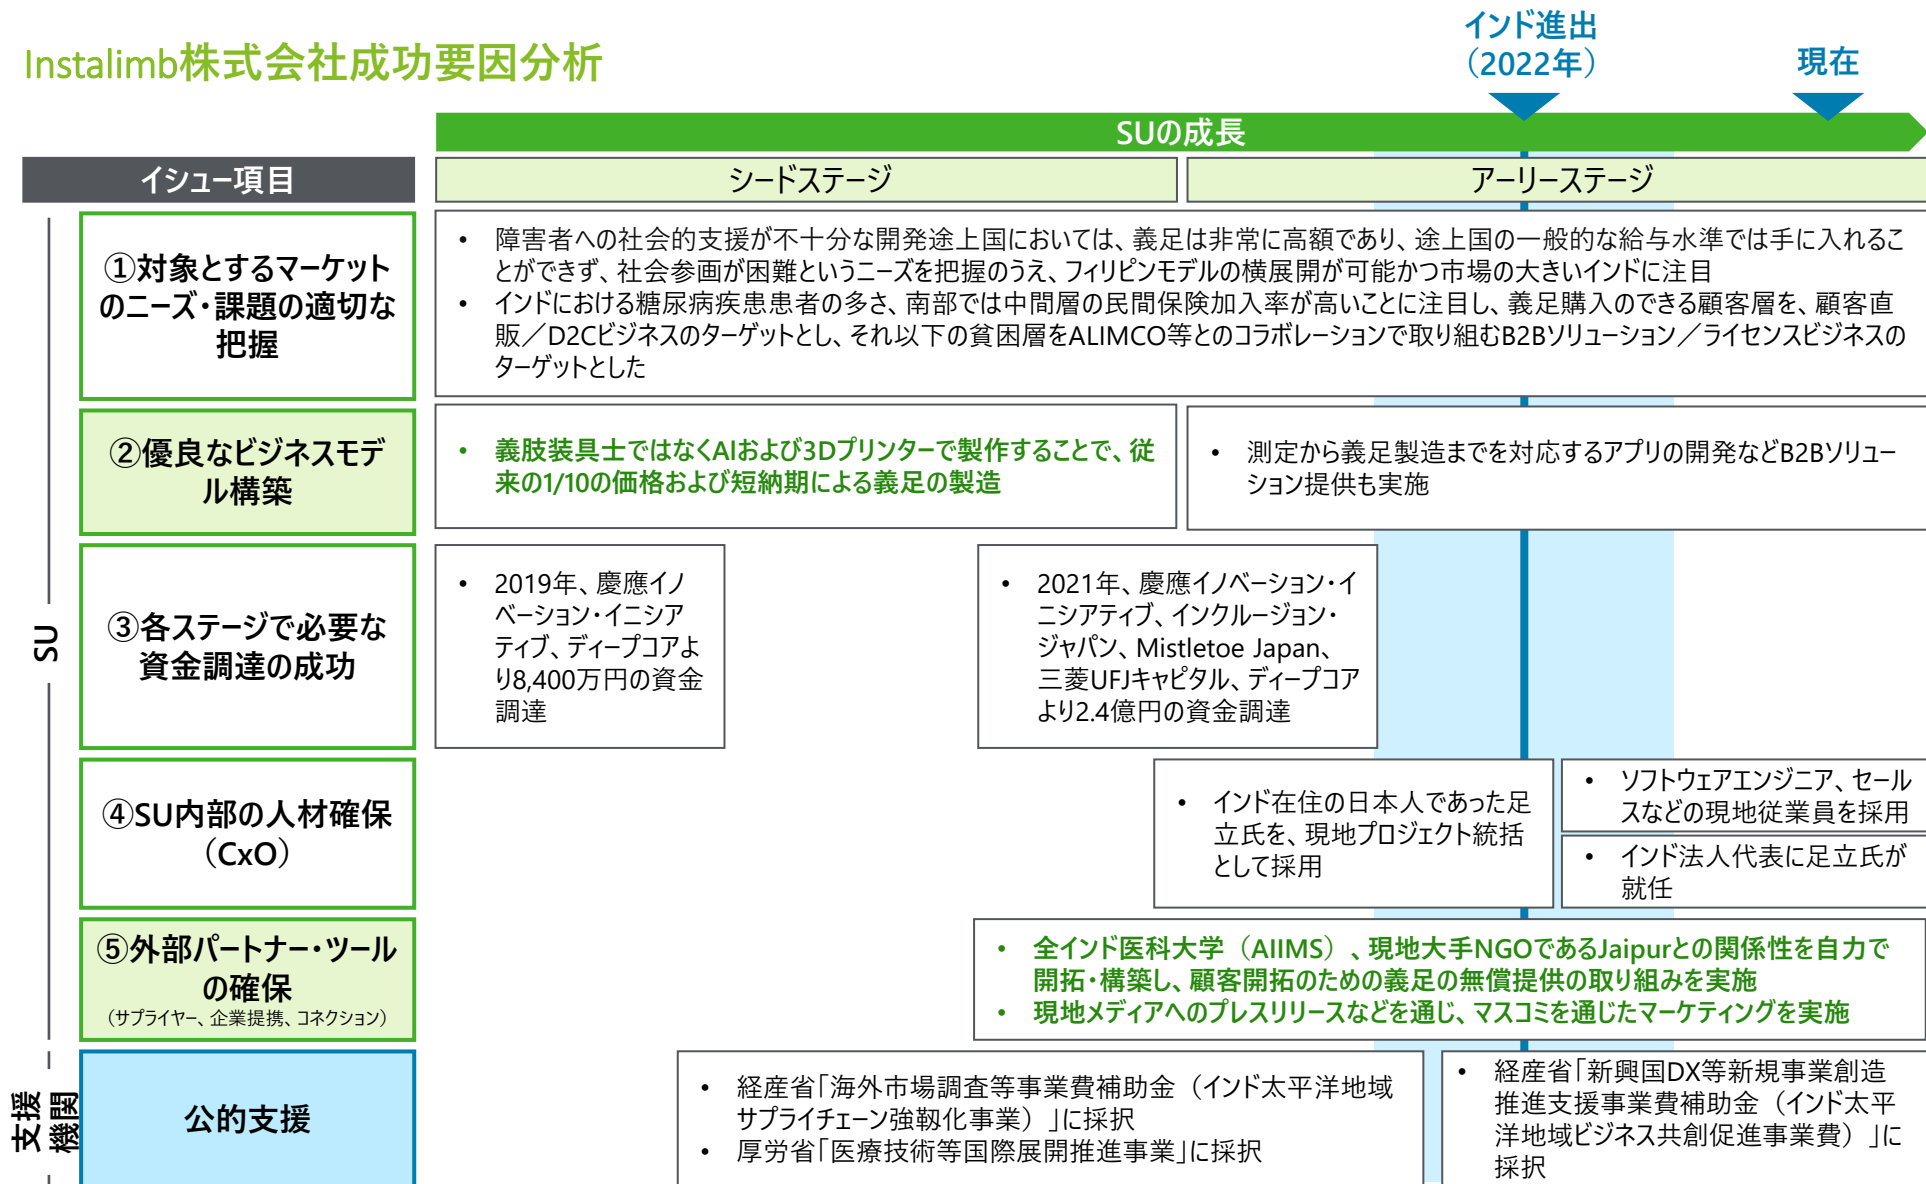 Instalimb株式会社成功要因分析
インド進出
（2022年）
現在
SUの成長
イシュー項目
シードステージ
アーリーステージ
SU
①対象とするマーケット
のニーズ・課題の適切な
把握
• 障害者への社会的支援が不十分な開発途上国においては、義足は非常に高額であり、途上国の一般的な給与水準では手に入れるこ
とができず、社会参画が困難というニーズを把握のうえ、フィリピンモデルの横展開が可能かつ市場の大きいインドに注目
• インドにおける糖尿病疾患患者の多さ、南部では中間層の民間保険加入率が高いことに注目し、義足購入のできる顧客層を、顧客直
販／D2Cビジネスのターゲットとし、それ以下の貧困層をALIMCO等とのコラボレーションで取り組むB2Bソリューション／ライセンスビジネスの
ターゲットとした
②優良なビジネスモデ
ル構築
• 義肢装具士ではなくAIおよび3Dプリンターで製作することで、従
来の1/10の価格および短納期による義足の製造
• 測定から義足製造までを対応するアプリの開発などB2Bソリュー
ション提供も実施
③各ステージで必要な
資金調達の成功
• 2019年、慶應イノ
ベーション・イニシア
ティブ、ディープコアよ
り8,400万円の資金
調達
• 2021年、慶應イノベーション・イ
ニシアティブ、インクルージョン・
ジャパン、Mistletoe Japan、
三菱UFJキャピタル、ディープコア
より2.4億円の資金調達
④SU内部の人材確保
（CxO）
• インド在住の日本人であった足
立氏を、現地プロジェクト統括
として採用
• ソフトウェアエンジニア、セール
スなどの現地従業員を採用
• インド法人代表に足立氏が
就任
⑤外部パートナー・ツール
の確保
（サプライヤー、企業提携、コネクション）
• 全インド医科大学（AIIMS）、現地大手NGOであるJaipurとの関係性を自力で
開拓・構築し、顧客開拓のための義足の無償提供の取り組みを実施
• 現地メディアへのプレスリリースなどを通じ、マスコミを通じたマーケティングを実施
支援
機関
公的支援
• 経産省「海外市場調査等事業費補助金（インド太平洋地域
サプライチェーン強靱化事業）」に採択
• 厚労省「医療技術等国際展開推進事業」に採択
• 経産省「新興国DX等新規事業創造
推進支援事業費補助金（インド太平
洋地域ビジネス共創促進事業費）」に
採択